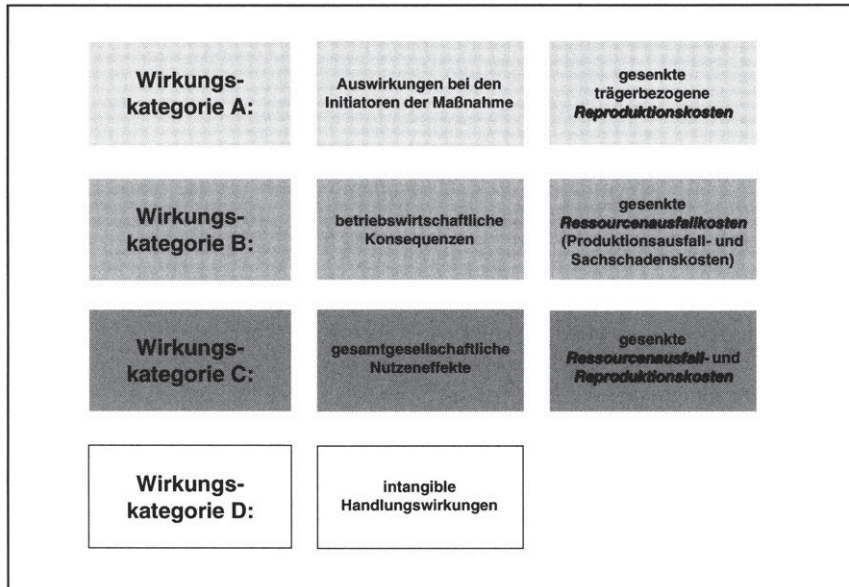 Wirkungs-
kategorie A:
Auswirkungen bei den
Initiatoren der Maßnahme
gesenkte
trägerbezogene
Reproduktionskosten
Wirkungs-
kategorie B:
betriebswirtschaftliche
Konsequenzen
gesenkte
Ressourcenausfallkosten
(Produktionsausfall- und
Sachschadenskosten)
Wirkungs-
kategorie C:
gesamtgesellschaftliche
Nutzeneffekte
gesenkte
Ressourcenausfall- und
Reproduktionskosten
Wirkungs-
kategorie D:
intangible
Handlungswirkungen